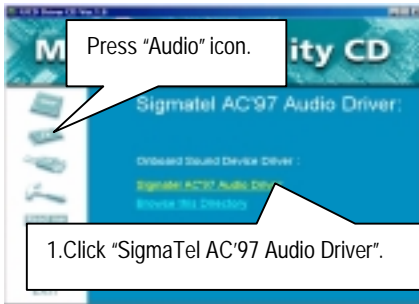 Press “Audio” icon.
ity CD
Sigmatel AC'97 Audio Driver:
Onboard Sound Device Driver :
Sigmatel AC'97 Audio
Browse this Directory
1.Click “SigmaTel AC’97 Audio Driver”.